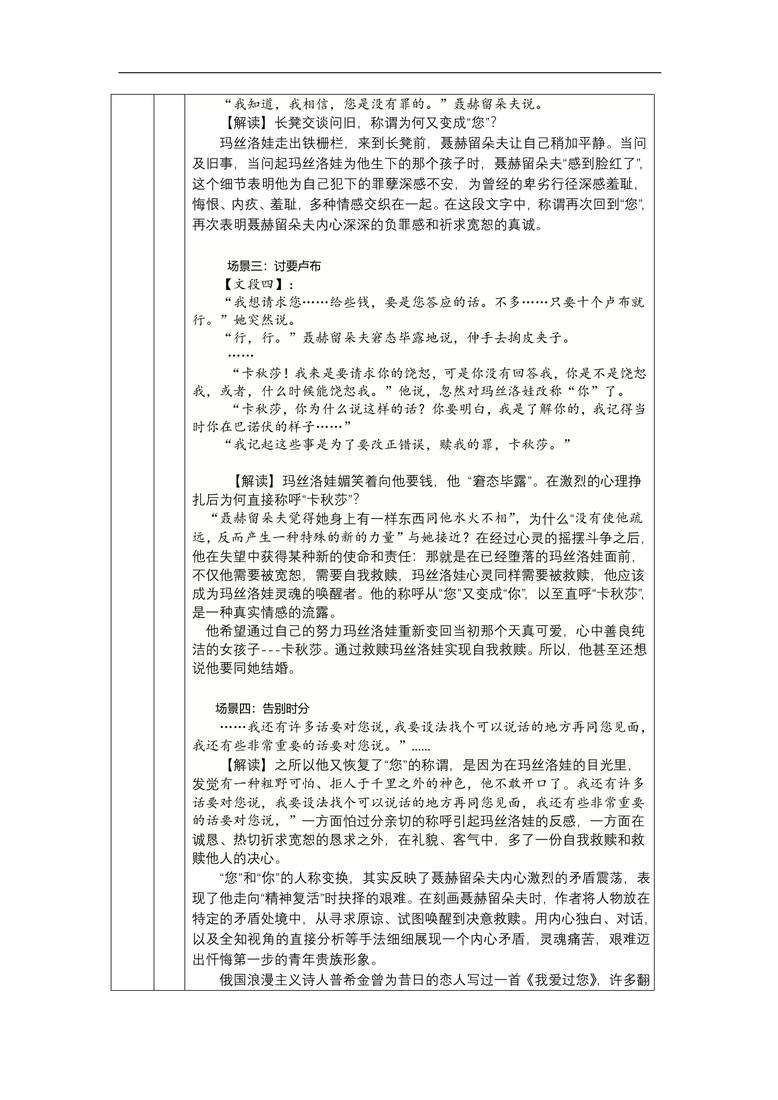 “我知道，我相信，您是没有罪的。”聂赫留朵夫说。
【解读】长凳交谈问旧，称谓为何又变成“您”？
玛丝洛娃走出铁栅栏，来到长凳前，聂赫留朵夫让自己稍加平静。当问
及旧事，当问起玛丝洛娃为他生下的那个孩子时，聂赫留朵夫“感到脸红了”，
这个细节表明他为自己犯下的罪孽深感不安，为曾经的卑劣行径深感羞耻，
悔恨、内疚、羞耻，多种情感交织在一起。在这段文字中，称谓再次回到“您”，
再次表明聂赫留朵夫内心深深的负罪感和祈求宽恕的真诚。
场景三：讨要卢布
【文段四】：
“我想请求您……给些钱，要是您答应的话。不多……只要十个卢布就
行。”她突然说。
“行，行。”聂赫留朵夫窘态毕露地说，伸手去掏皮夹子。
……
“卡秋莎！我来是要请求你的饶恕，可是你没有回答我，你是不是饶恕
我，或者，什么时候能饶恕我。”他说，忽然对玛丝洛娃改称“你”了。
“卡秋莎，你为什么说这样的话？你要明白，我是了解你的，我记得当
时你在巴诺伏的样子……”
“我记起这些事是为了要改正错误，赎我的罪，卡秋莎。”
【解读】玛丝洛娃媚笑着向他要钱，他 “窘态毕露”。在激烈的心理挣
扎后为何直接称呼“卡秋莎”？
“聂赫留朵夫觉得她身上有一样东西同他水火不相”，为什么“没有使他疏
远，反而产生一种特殊的新的力量”与她接近？在经过心灵的摇摆斗争之后，
他在失望中获得某种新的使命和责任：那就是在已经堕落的玛丝洛娃面前，
不仅他需要被宽恕，需要自我救赎，玛丝洛娃心灵同样需要被救赎，他应该
成为玛丝洛娃灵魂的唤醒者。他的称呼从“您”又变成“你”，以至直呼“卡秋莎”，
是一种真实情感的流露。
他希望通过自己的努力玛丝洛娃重新变回当初那个天真可爱，心中善良纯
洁的女孩子---卡秋莎。通过救赎玛丝洛娃实现自我救赎。所以，他甚至还想
说他要同她结婚。
场景四：告别时分
……我还有许多话要对您说，我要设法找个可以说话的地方再同您见面，
我还有些非常重要的话要对您说。”......
【解读】之所以他又恢复了“您”的称谓，是因为在玛丝洛娃的目光里，
发觉有一种粗野可怕、拒人于千里之外的神色，他不敢开口了。我还有许多
话要对您说，我要设法找个可以说话的地方再同您见面，我还有些非常重要
的话要对您说，”一方面怕过分亲切的称呼引起玛丝洛娃的反感，一方面在
诚恳、热切祈求宽恕的恳求之外，在礼貌、客气中，多了一份自我救赎和救
赎他人的决心。
“您”和“你”的人称变换，其实反映了聂赫留朵夫内心激烈的矛盾震荡，表
现了他走向“精神复活”时抉择的艰难。在刻画聂赫留朵夫时，作者将人物放在
特定的矛盾处境中，从寻求原谅、试图唤醒到决意救赎。用内心独白、对话，
以及全知视角的直接分析等手法细细展现一个内心矛盾，灵魂痛苦，艰难迈
出忏悔第一步的青年贵族形象。
俄国浪漫主义诗人普希金曾为昔日的恋人写过一首《我爱过您》，许多翻